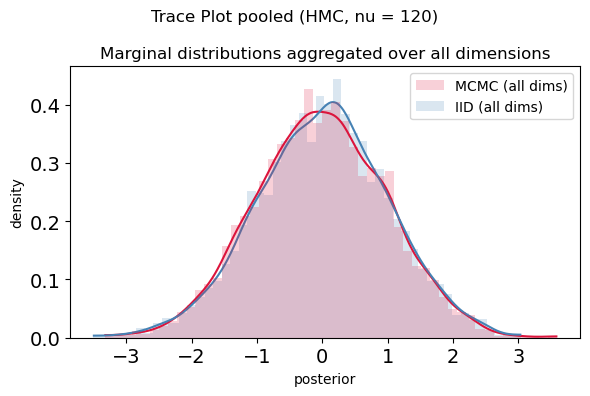 Trace Plot pooled (HMC, nu = 120)
Marginal distributions aggregated over all dimensions
MCMC (all dims)
IID (all dims)
density
0.4
0.3
0.2
0.1
0.0
−3 −2 −1 0 1 2 3
posterior